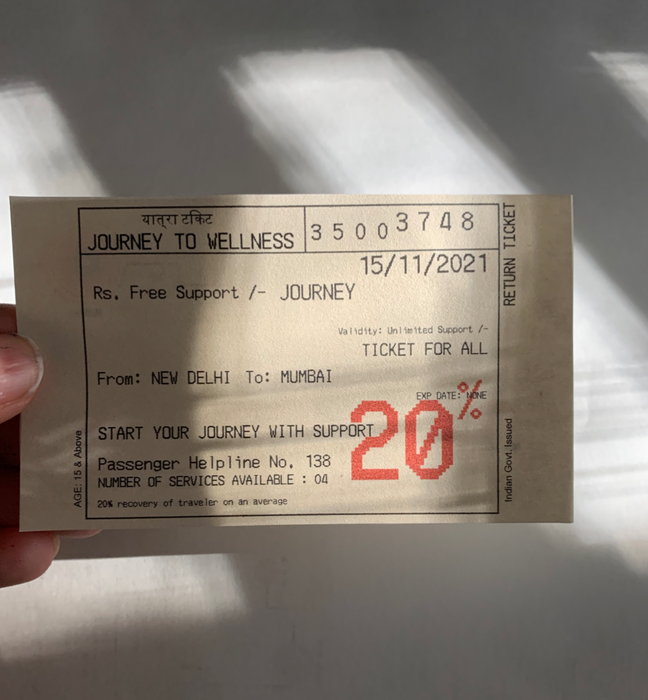 यात्रा टिकिट
JOURNEY TO WELLNESS
35003748
15/11/2021
Rs. Free Support /- JOURNEY
Validity: Unlimited Support /-
TICKET FOR ALL
From: NEW DELHI To: MUMBAI
EXP DATE: NONE
20%
START YOUR JOURNEY WITH SUPPORT
Passenger Helpline No. 138
NUMBER OF SERVICES AVAILABLE : 04
20% recovery of traveler on an average
AGE: 15 & Above
RETURN TICKET
Indian Govt. Issued